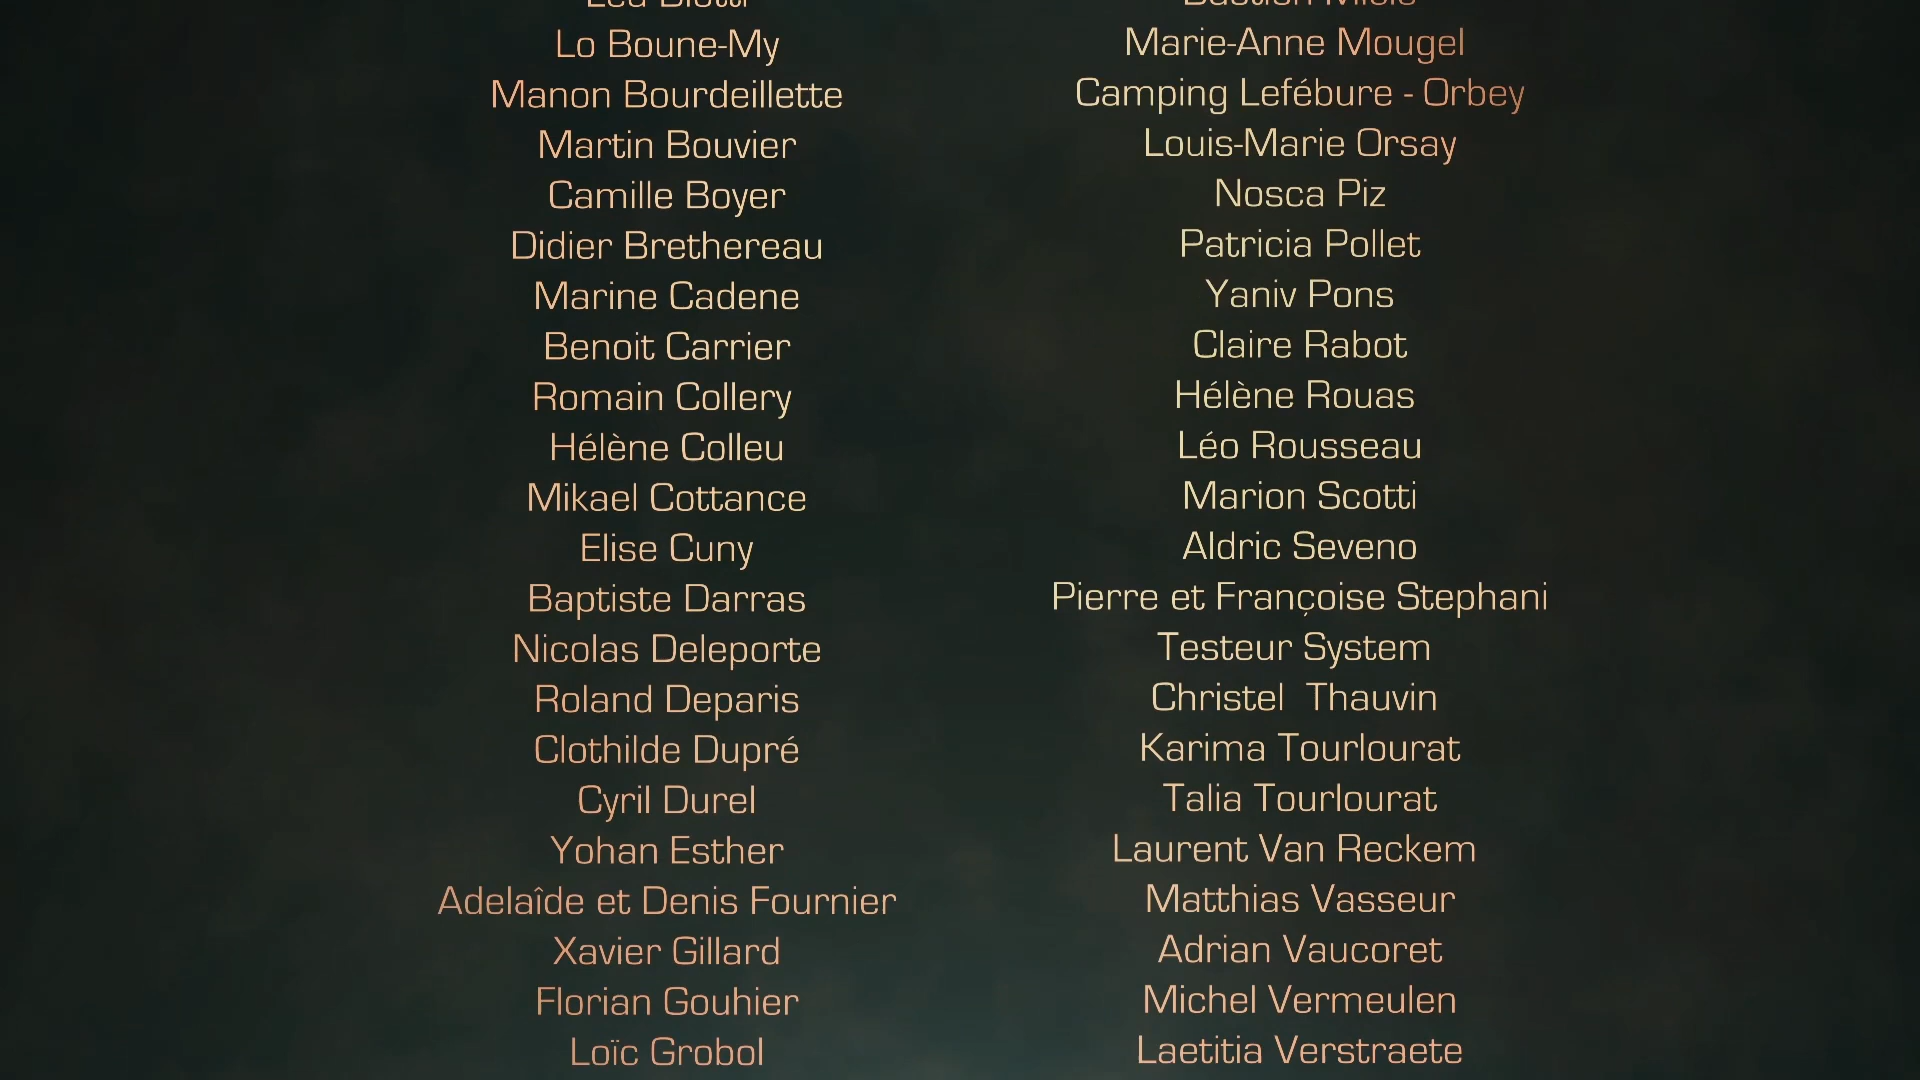 Lo Boune-My
Manon Bourdeillette
Martin Bouvier
Camille Boyer
Didier Brethereau
Marine Cadene
Benoit Carrier
Romain Collery
Hélène Colleu
Mikael Cottance
Elise Cuny
Baptiste Darras
Nicolas Deleporte
Roland Deparis
Clothilde Dupré
Cyril Durel
Yohan Esther
Adelaîde et Denis Fournier
Xavier Gillard
Florian Gouhier
Loïc Grobol
Marie-Anne Mougel
Camping Lefébure - Orbey
Louis-Marie Orsay
Nosca Piz
Patricia Pollet
Yaniv Pons
Claire Rabot
Hélène Rouas
Léo Rousseau
Marion Scotti
Aldric Seveno
Pierre et Françoise Stephani
Testeur System
Christel  Thauvin
Karima Tourlourat
Talia Tourlourat
Laurent Van Reckem
Matthias Vasseur
Adrian Vaucoret
Michel Vermeulen
Laetitia Verstraete